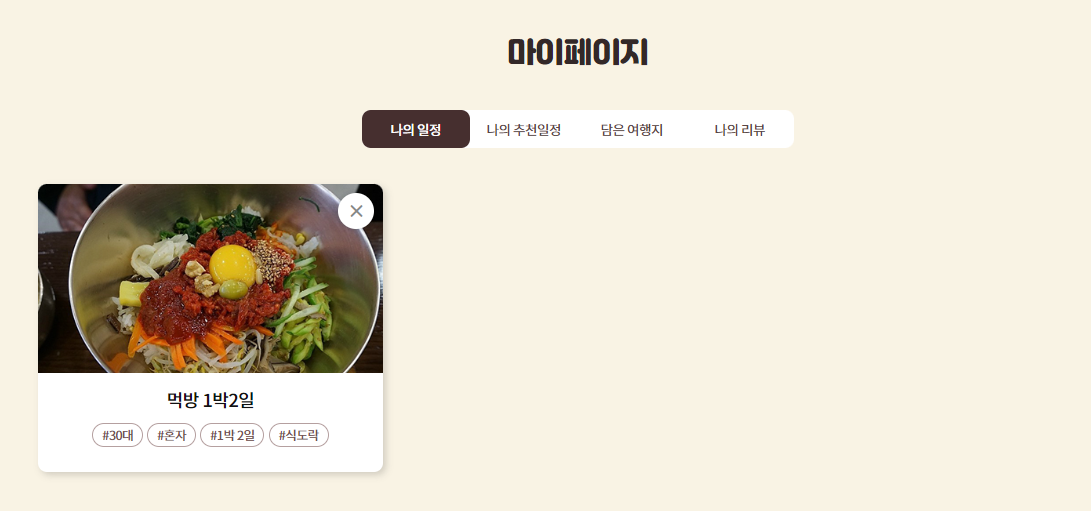 마이페이지
나의 일정 나의 추천일정 담은 여행지 나의 리뷰
먹방 1박2일
#30대 #혼자 #1박 2일 #식도락